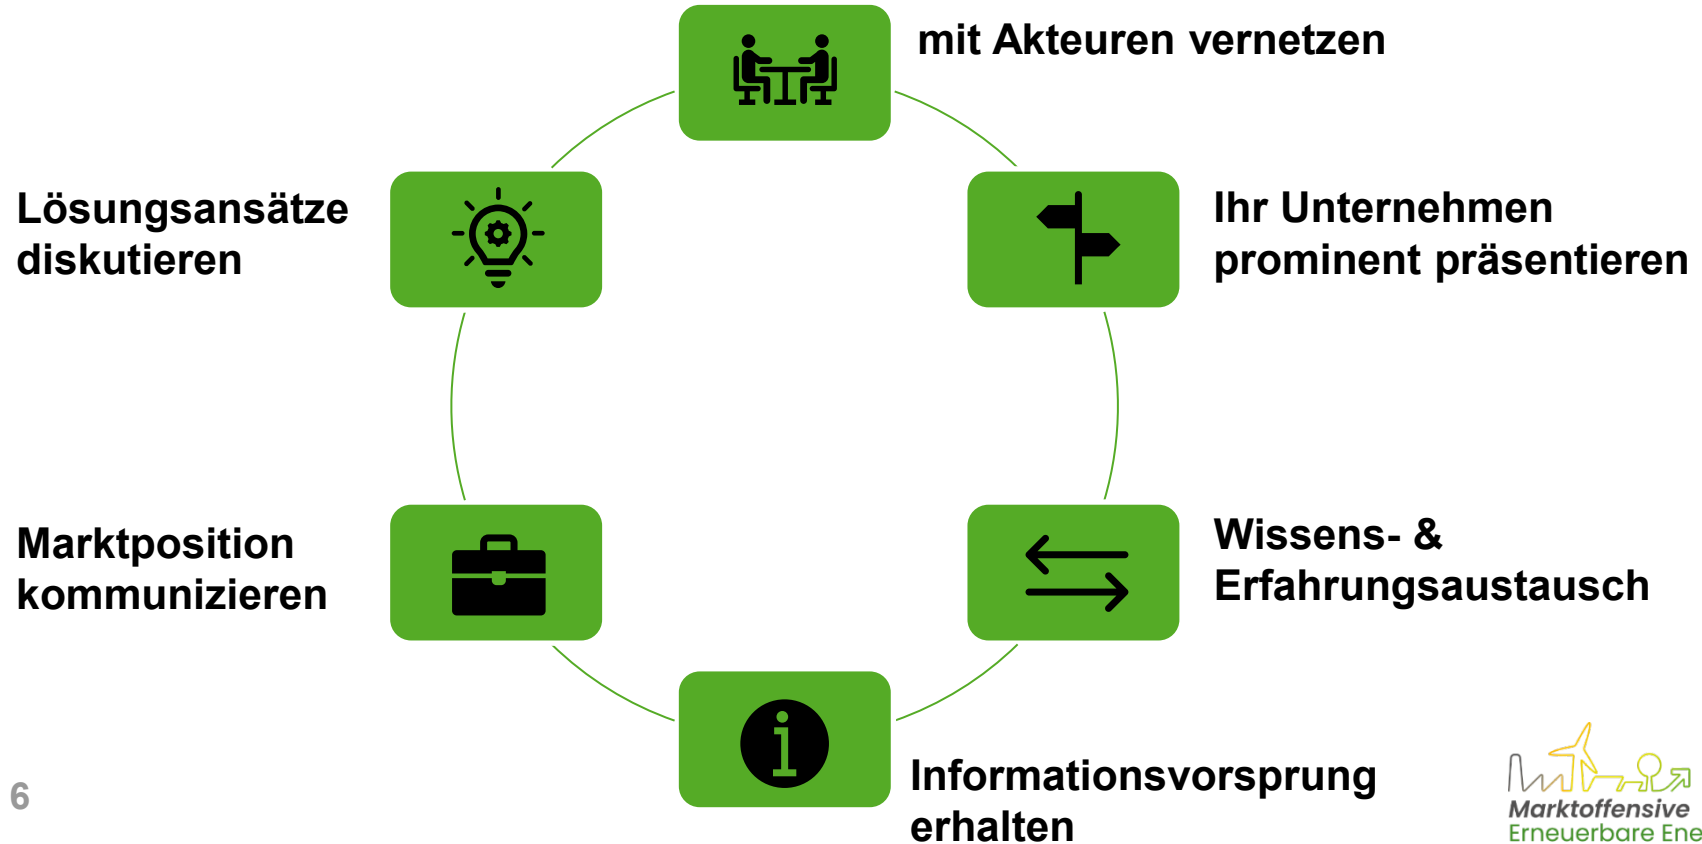 mit Akteuren vernetzen
Lösungsansätze
diskutieren
Ihr Unternehmen
prominent präsentieren
Marktposition
kommunizieren
Wissens- &
Erfahrungsaustausch
Informationsvorsprung
erhalten
6
Marktoffensive
Erneuerbare Ene